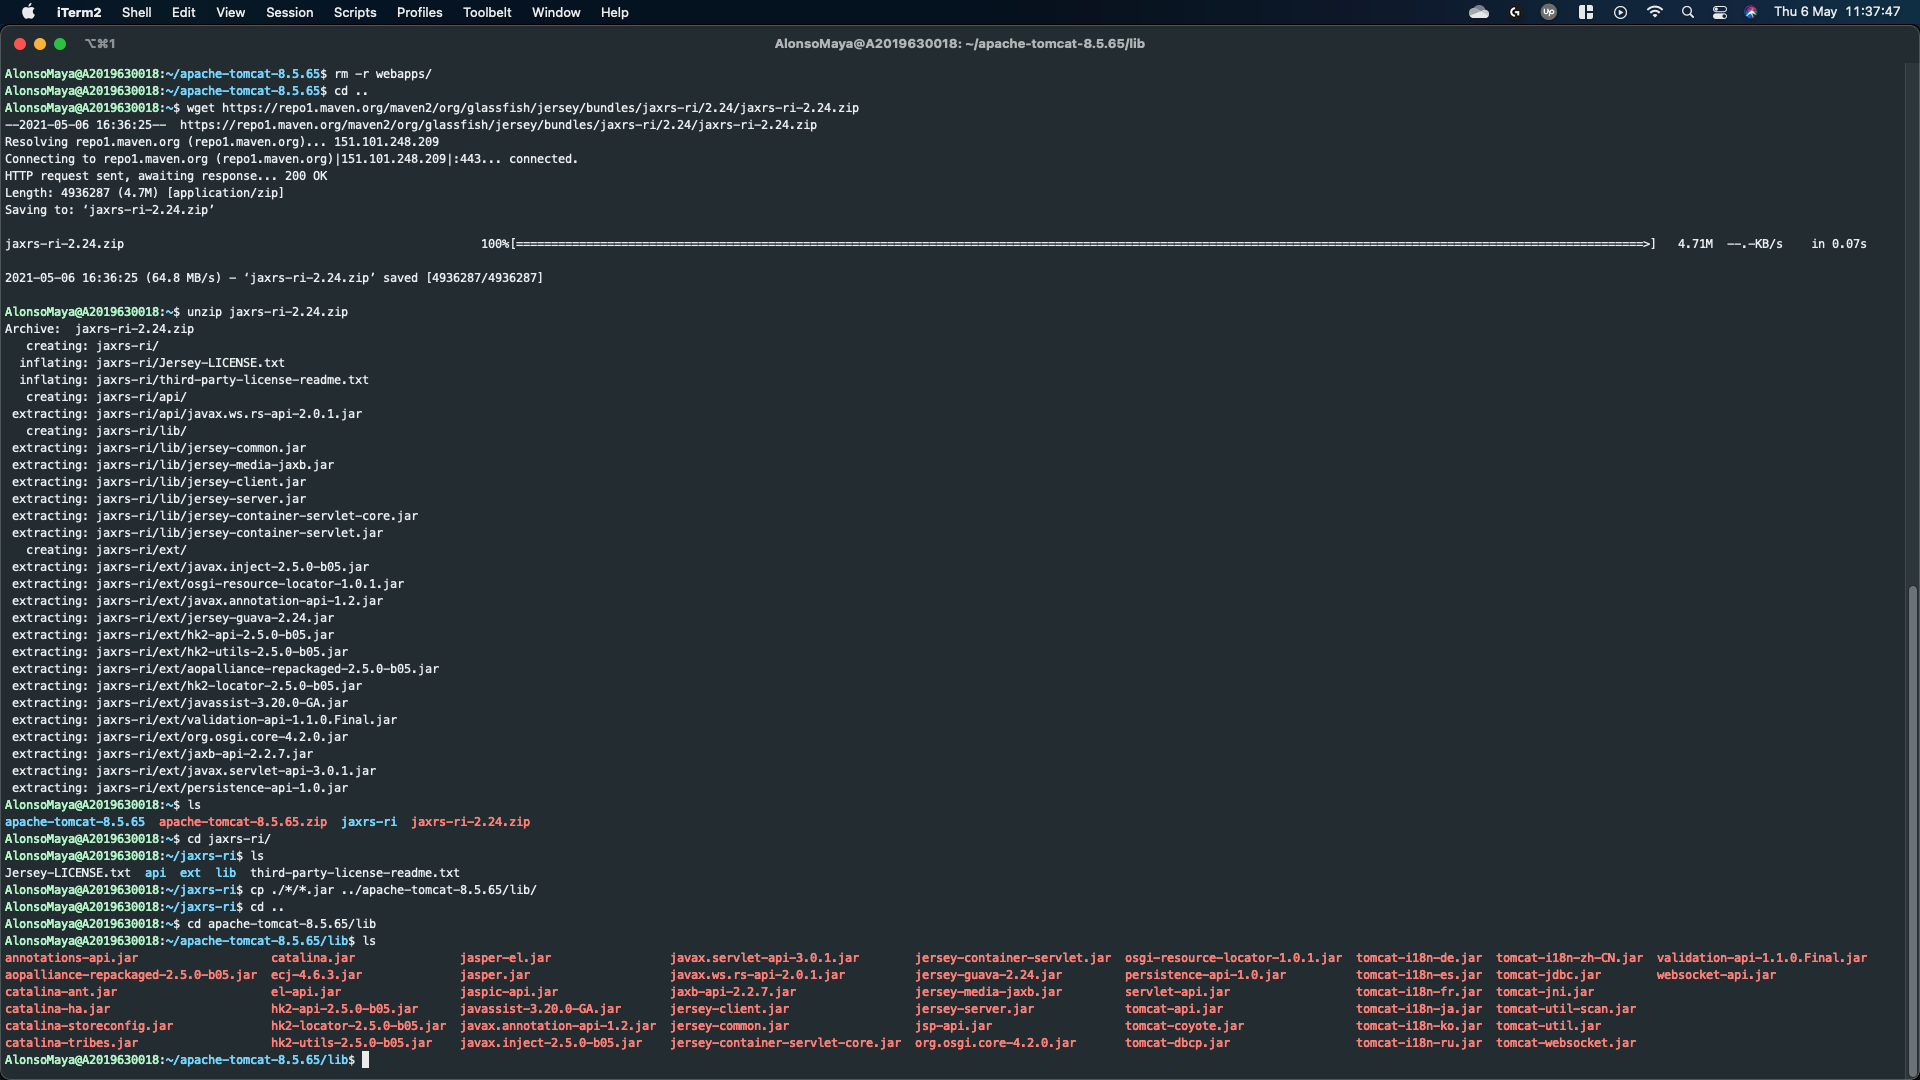 iTerm2 Shell Edit View Session Scripts Profiles Toolbelt Window Help Thu 6 May 11:37:47
⌥⌘1 AlonsoMaya@A2019630018: ~/apache-tomcat-8.5.65/lib
AlonsoMaya@A2019630018:~/apache-tomcat-8.5.65$ rm -r webapps/
AlonsoMaya@A2019630018:~/apache-tomcat-8.5.65$ cd ..
AlonsoMaya@A2019630018:~$ wget https://repo1.maven.org/maven2/org/glassfish/jersey/bundles/jaxrs-ri/2.24/jaxrs-ri-2.24.zip
--2021-05-06 16:36:25--  https://repo1.maven.org/maven2/org/glassfish/jersey/bundles/jaxrs-ri/2.24/jaxrs-ri-2.24.zip
Resolving repo1.maven.org (repo1.maven.org)... 151.101.248.209
Connecting to repo1.maven.org (repo1.maven.org)|151.101.248.209|:443... connected.
HTTP request sent, awaiting response... 200 OK
Length: 4936287 (4.7M) [application/zip]
Saving to: ‘jaxrs-ri-2.24.zip’
jaxrs-ri-2.24.zip 100%[=================================================>] 4.71M --.-KB/s in 0.07s
2021-05-06 16:36:25 (64.8 MB/s) - ‘jaxrs-ri-2.24.zip’ saved [4936287/4936287]
AlonsoMaya@A2019630018:~$ unzip jaxrs-ri-2.24.zip
Archive:  jaxrs-ri-2.24.zip
creating: jaxrs-ri/
inflating: jaxrs-ri/Jersey-LICENSE.txt
inflating: jaxrs-ri/third-party-license-readme.txt
creating: jaxrs-ri/api/
extracting: jaxrs-ri/api/javax.ws.rs-api-2.0.1.jar
creating: jaxrs-ri/lib/
extracting: jaxrs-ri/lib/jersey-common.jar
extracting: jaxrs-ri/lib/jersey-media-jaxb.jar
extracting: jaxrs-ri/lib/jersey-client.jar
extracting: jaxrs-ri/lib/jersey-server.jar
extracting: jaxrs-ri/lib/jersey-container-servlet-core.jar
extracting: jaxrs-ri/lib/jersey-container-servlet.jar
creating: jaxrs-ri/ext/
extracting: jaxrs-ri/ext/javax.inject-2.5.0-b05.jar
extracting: jaxrs-ri/ext/osgi-resource-locator-1.0.1.jar
extracting: jaxrs-ri/ext/javax.annotation-api-1.2.jar
extracting: jaxrs-ri/ext/jersey-guava-2.24.jar
extracting: jaxrs-ri/ext/hk2-api-2.5.0-b05.jar
extracting: jaxrs-ri/ext/hk2-utils-2.5.0-b05.jar
extracting: jaxrs-ri/ext/aopalliance-repackaged-2.5.0-b05.jar
extracting: jaxrs-ri/ext/hk2-locator-2.5.0-b05.jar
extracting: jaxrs-ri/ext/javassist-3.20.0-GA.jar
extracting: jaxrs-ri/ext/validation-api-1.1.0.Final.jar
extracting: jaxrs-ri/ext/org.osgi.core-4.2.0.jar
extracting: jaxrs-ri/ext/jaxb-api-2.2.7.jar
extracting: jaxrs-ri/ext/javax.servlet-api-3.0.1.jar
extracting: jaxrs-ri/ext/persistence-api-1.0.jar
AlonsoMaya@A2019630018:~$ ls
apache-tomcat-8.5.65  apache-tomcat-8.5.65.zip  jaxrs-ri  jaxrs-ri-2.24.zip
AlonsoMaya@A2019630018:~$ cd jaxrs-ri/
AlonsoMaya@A2019630018:~/jaxrs-ri$ ls
Jersey-LICENSE.txt  api  ext  lib  third-party-license-readme.txt
AlonsoMaya@A2019630018:~/jaxrs-ri$ cp ./*/*.jar ../apache-tomcat-8.5.65/lib/
AlonsoMaya@A2019630018:~/jaxrs-ri$ cd ..
AlonsoMaya@A2019630018:~$ cd apache-tomcat-8.5.65/lib
AlonsoMaya@A2019630018:~/apache-tomcat-8.5.65/lib$ ls
annotations-api.jar catalina.jar jasper-el.jar javax.servlet-api-3.0.1.jar jersey-container-servlet.jar osgi-resource-locator-1.0.1.jar tomcat-i18n-de.jar tomcat-i18n-zh-CN.jar validation-api-1.1.0.Final.jar
aopalliance-repackaged-2.5.0-b05.jar ecj-4.6.3.jar jasper.jar javax.ws.rs-api-2.0.1.jar jersey-guava-2.24.jar persistence-api-1.0.jar tomcat-i18n-es.jar tomcat-jdbc.jar websocket-api.jar
catalina-ant.jar el-api.jar jaspic-api.jar jaxb-api-2.2.7.jar jersey-media-jaxb.jar servlet-api.jar tomcat-i18n-fr.jar tomcat-jni.jar
catalina-ha.jar hk2-api-2.5.0-b05.jar javassist-3.20.0-GA.jar jersey-client.jar jersey-server.jar tomcat-api.jar tomcat-i18n-ja.jar tomcat-util-scan.jar
catalina-storeconfig.jar hk2-locator-2.5.0-b05.jar javax.annotation-api-1.2.jar jersey-common.jar jsp-api.jar tomcat-coyote.jar tomcat-i18n-ko.jar tomcat-util.jar
catalina-tribes.jar hk2-utils-2.5.0-b05.jar javax.inject-2.5.0-b05.jar jersey-container-servlet-core.jar org.osgi.core-4.2.0.jar tomcat-dbcp.jar tomcat-i18n-ru.jar tomcat-websocket.jar
AlonsoMaya@A2019630018:~/apache-tomcat-8.5.65/lib$